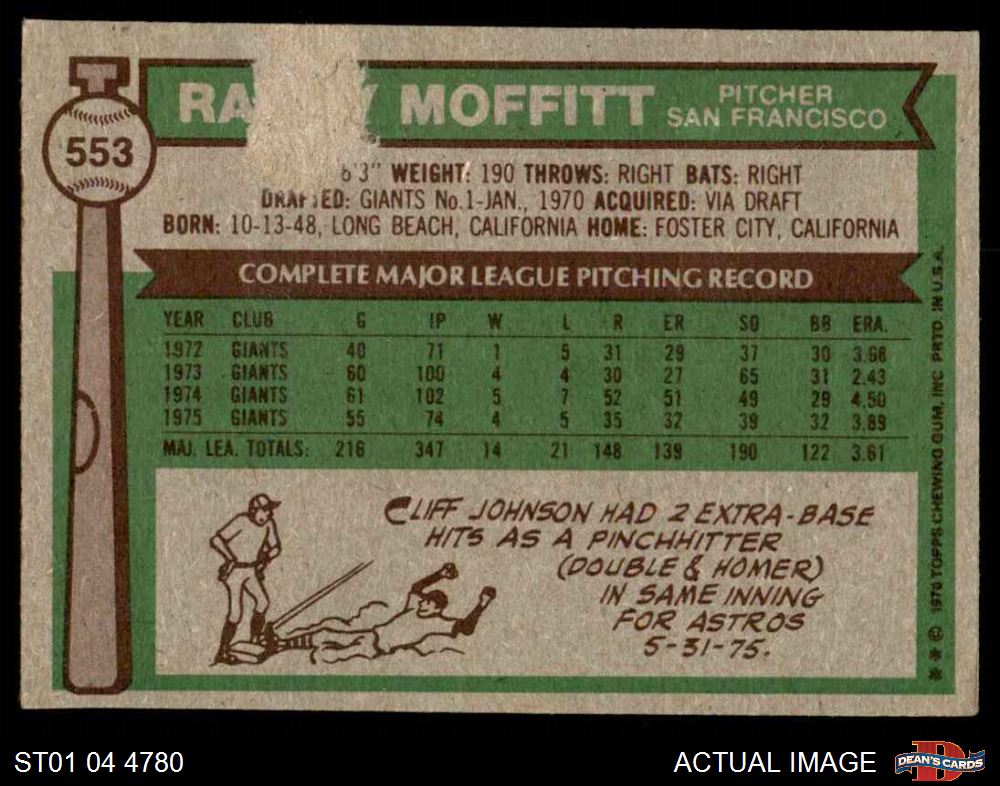 MOFFITT
PITCHER
SAN FRANCISCO
553
6'3" WEIGHT: 190 THROWS: RIGHT BATS: RIGHT
DRAFTED: GIANTS No.1-JAN., 1970 ACQUIRED: VIA DRAFT
BORN: 10-13-48, LONG BEACH, CALIFORNIA HOME: FOSTER CITY, CALIFORNIA
COMPLETE MAJOR LEAGUE PITCHING RECORD
YEAR CLUB G IP W L R ER SO BB ERA.
1972 GIANTS 40 71 1 5 31 29 37 30 3.68
1973 GIANTS 60 100 4 4 30 27 65 31 2.43
1974 GIANTS 61 102 5 7 52 51 49 29 4.50
1975 GIANTS 55 74 4 5 35 32 39 32 3.89
MAJ. LEA. TOTALS: 216 347 14 21 148 139 190 122 3.61
CLIFF JOHNSON HAD 2 EXTRA-BASE
HITS AS A PINCHHITTER
(DOUBLE & HOMER)
IN SAME INNING
FOR ASTROS
5-31-75.
* * © 1976 TOPPS CHEWING GUM, INC. PRTD. IN U.S.A.
ST01 04 4780
ACTUAL IMAGE
DEAN'S CARDS